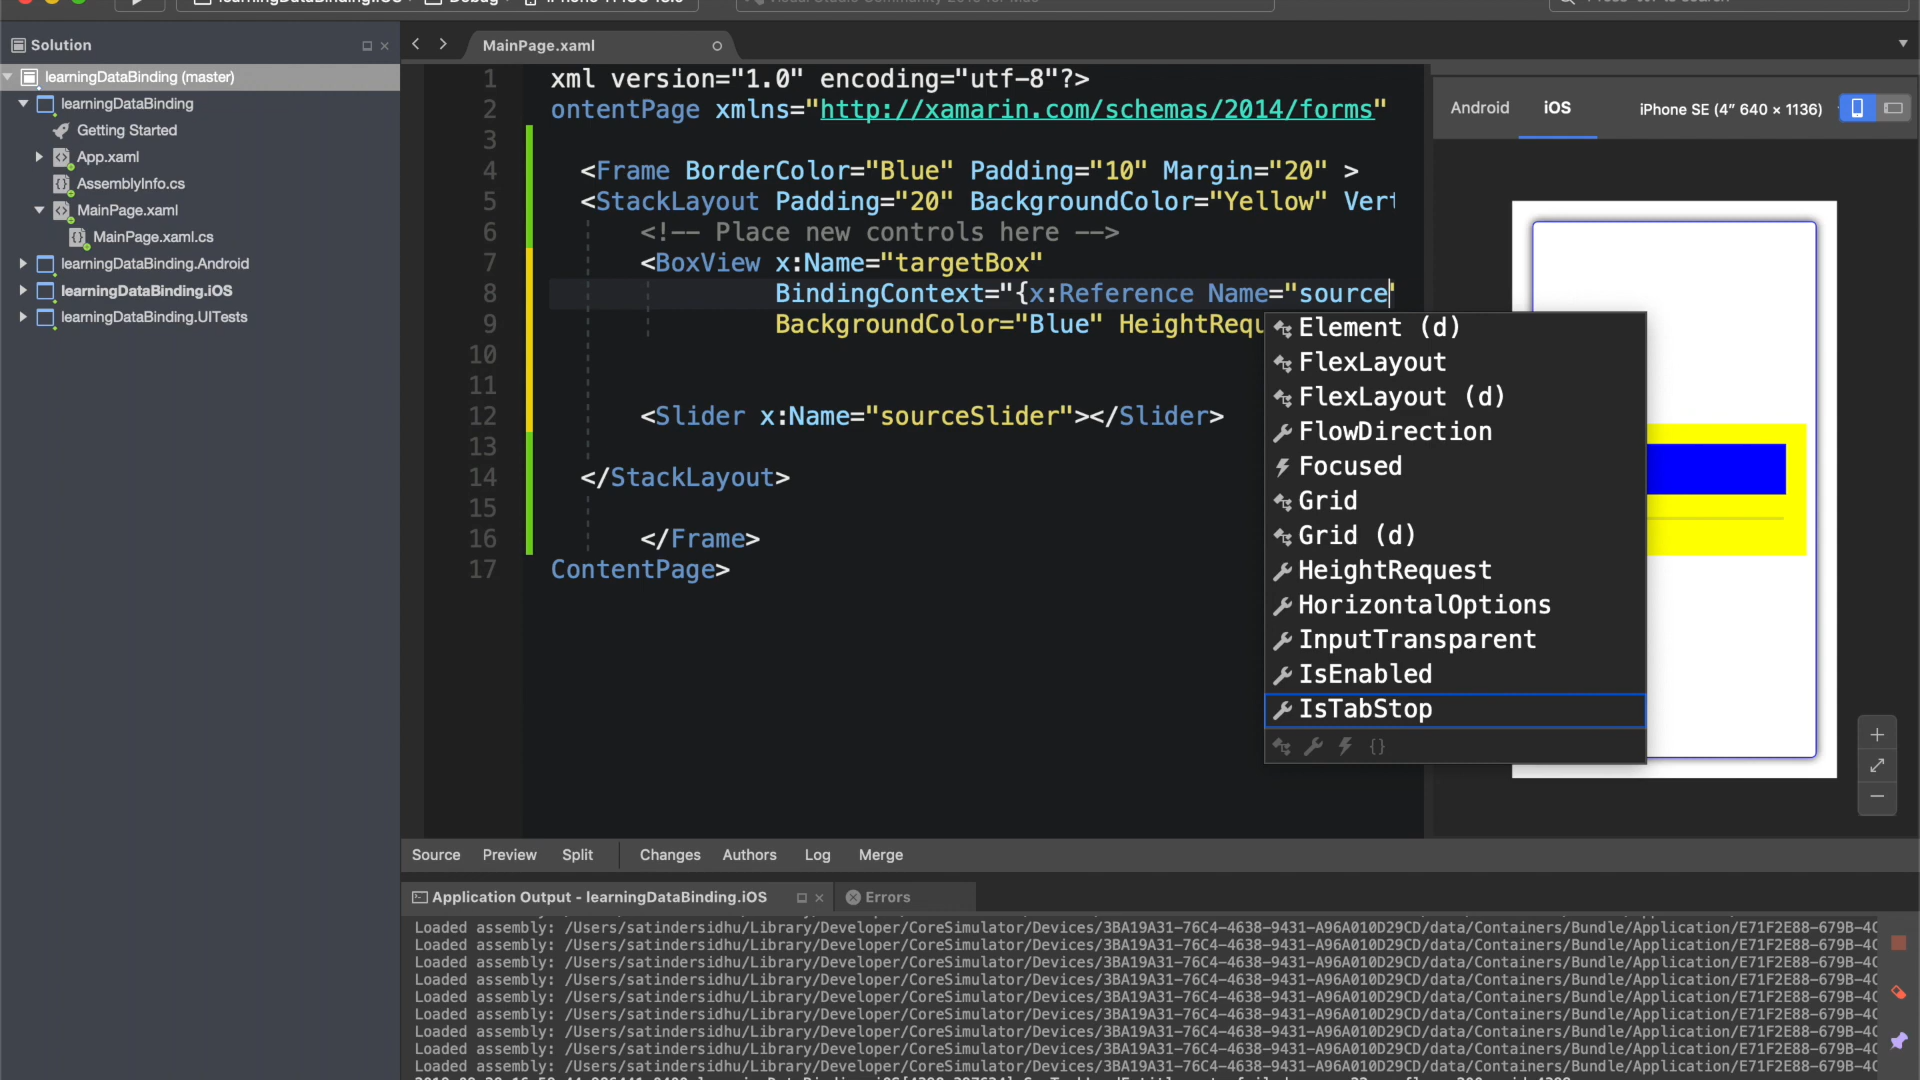 Solution
learningDataBinding (master)
learningDataBinding
Getting Started
App.xaml
AssemblyInfo.cs
MainPage.xaml
MainPage.xaml.cs
learningDataBinding.Android
learningDataBinding.iOS
learningDataBinding.UITests
MainPage.xaml
1 xml version="1.0" encoding="utf-8"?>
2 ontentPage xmlns="http://xamarin.com/schemas/2014/forms"
3
4 <Frame BorderColor="Blue" Padding="10" Margin="20" >
5 <StackLayout Padding="20" BackgroundColor="Yellow" Vert
6 <!-- Place new controls here -->
7 <BoxView x:Name="targetBox"
8 BindingContext="{x:Reference Name="source"
9 BackgroundColor="Blue" HeightRequ
10
11
12 <Slider x:Name="sourceSlider"></Slider>
13
14 </StackLayout>
15
16 </Frame>
17 ContentPage>
Element (d)
FlexLayout
FlexLayout (d)
FlowDirection
Focused
Grid
Grid (d)
HeightRequest
HorizontalOptions
InputTransparent
IsEnabled
IsTabStop
{}
Android iOS iPhone SE (4″ 640 × 1136)
Source Preview Split Changes Authors Log Merge
Application Output - learningDataBinding.iOS Errors
Loaded assembly: /Users/satindersidhu/Library/Developer/CoreSimulator/Devices/3BA19A31-76C4-4638-9431-A96A010D29CD/data/Containers/Bundle/Application/E71F2E88-679B-4C
Loaded assembly: /Users/satindersidhu/Library/Developer/CoreSimulator/Devices/3BA19A31-76C4-4638-9431-A96A010D29CD/data/Containers/Bundle/Application/E71F2E88-679B-4C
Loaded assembly: /Users/satindersidhu/Library/Developer/CoreSimulator/Devices/3BA19A31-76C4-4638-9431-A96A010D29CD/data/Containers/Bundle/Application/E71F2E88-679B-4C
Loaded assembly: /Users/satindersidhu/Library/Developer/CoreSimulator/Devices/3BA19A31-76C4-4638-9431-A96A010D29CD/data/Containers/Bundle/Application/E71F2E88-679B-4C
Loaded assembly: /Users/satindersidhu/Library/Developer/CoreSimulator/Devices/3BA19A31-76C4-4638-9431-A96A010D29CD/data/Containers/Bundle/Application/E71F2E88-679B-4C
Loaded assembly: /Users/satindersidhu/Library/Developer/CoreSimulator/Devices/3BA19A31-76C4-4638-9431-A96A010D29CD/data/Containers/Bundle/Application/E71F2E88-679B-4C
Loaded assembly: /Users/satindersidhu/Library/Developer/CoreSimulator/Devices/3BA19A31-76C4-4638-9431-A96A010D29CD/data/Containers/Bundle/Application/E71F2E88-679B-4C
Loaded assembly: /Users/satindersidhu/Library/Developer/CoreSimulator/Devices/3BA19A31-76C4-4638-9431-A96A010D29CD/data/Containers/Bundle/Application/E71F2E88-679B-4C
Loaded assembly: /Users/satindersidhu/Library/Developer/CoreSimulator/Devices/3BA19A31-76C4-4638-9431-A96A010D29CD/data/Containers/Bundle/Application/E71F2E88-679B-4C